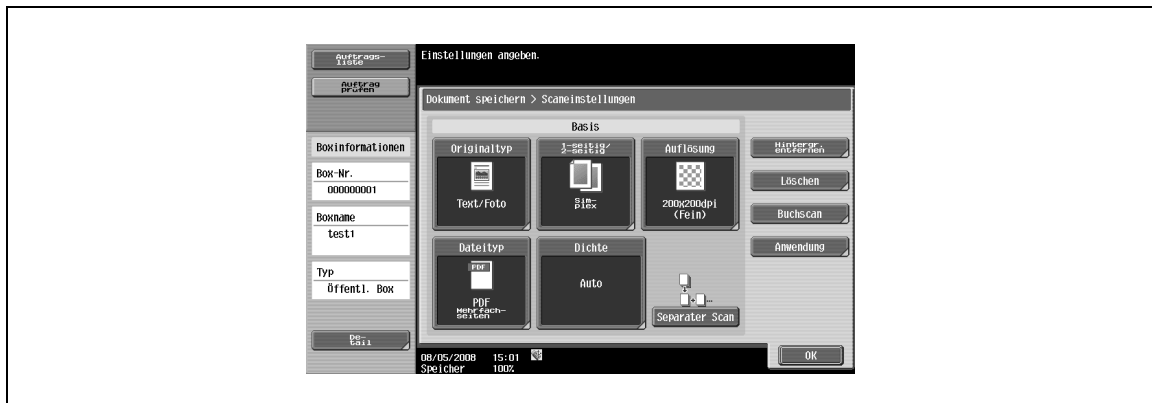 Auftrags-
liste
Auftrag
prüfen
Einstellungen angeben.
Dokument speichern > Scaneinstellungen
Boxinformationen
Box-Nr.
000000001
Boxname
test1
Typ
Öffentl. Box
De-
tail
Basis
Originaltyp
Text/Foto
1-seitig/
2-seitig
Sim-
plex
Auflösung
200x200dpi
(Fein)
Dateityp
PDF
PDF
Mehrfach-
seiten
Dichte
Auto
Separater Scan
Hintergr.
entfernen
Löschen
Buchscan
Anwendung
08/05/2008 15:01
Speicher 100%
OK